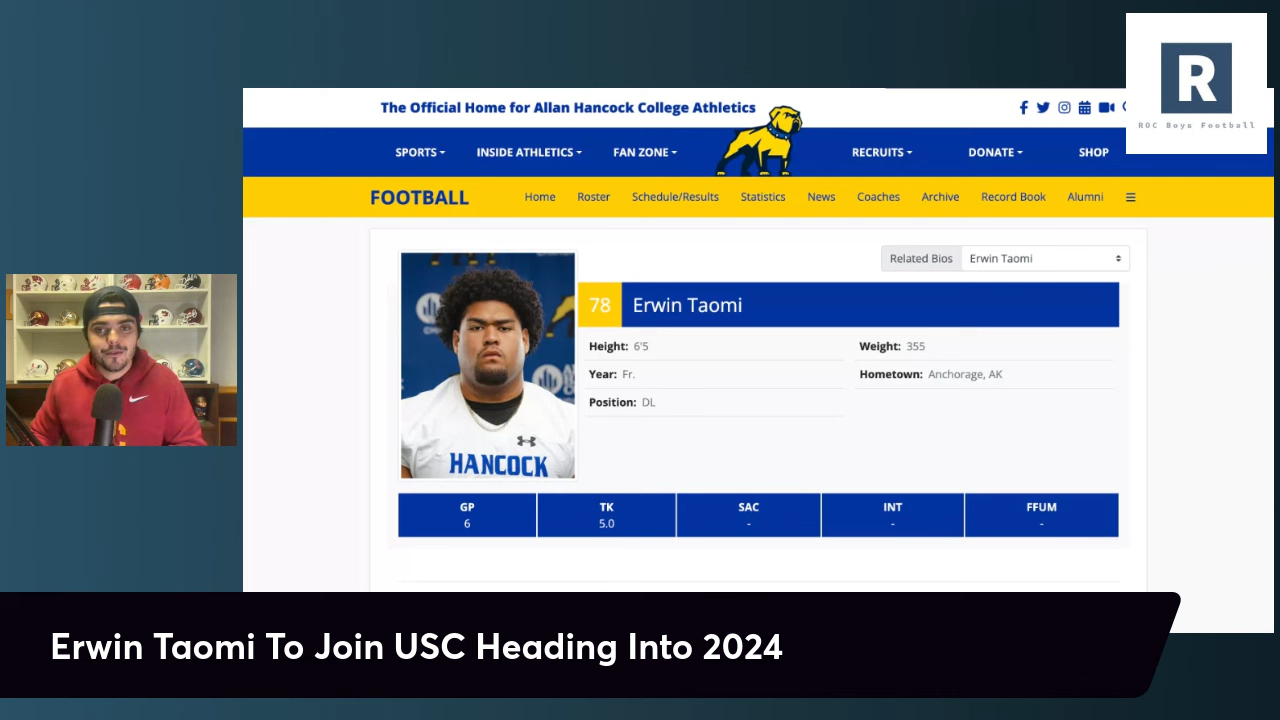 The Official Home for Allan Hancock College Athletics
R
ROC Boys Football
SPORTS INSIDE ATHLETICS FAN ZONE RECRUITS DONATE SHOP
FOOTBALL Home Roster Schedule/Results Statistics News Coaches Archive Record Book Alumni
Related Bios Erwin Taomi
78 Erwin Taomi
Height: 6'5 Weight: 355
Year: Fr. Hometown: Anchorage, AK
Position: DL
HANCOCK
GP TK SAC INT FFUM
6 5.0 - - -
Erwin Taomi To Join USC Heading Into 2024